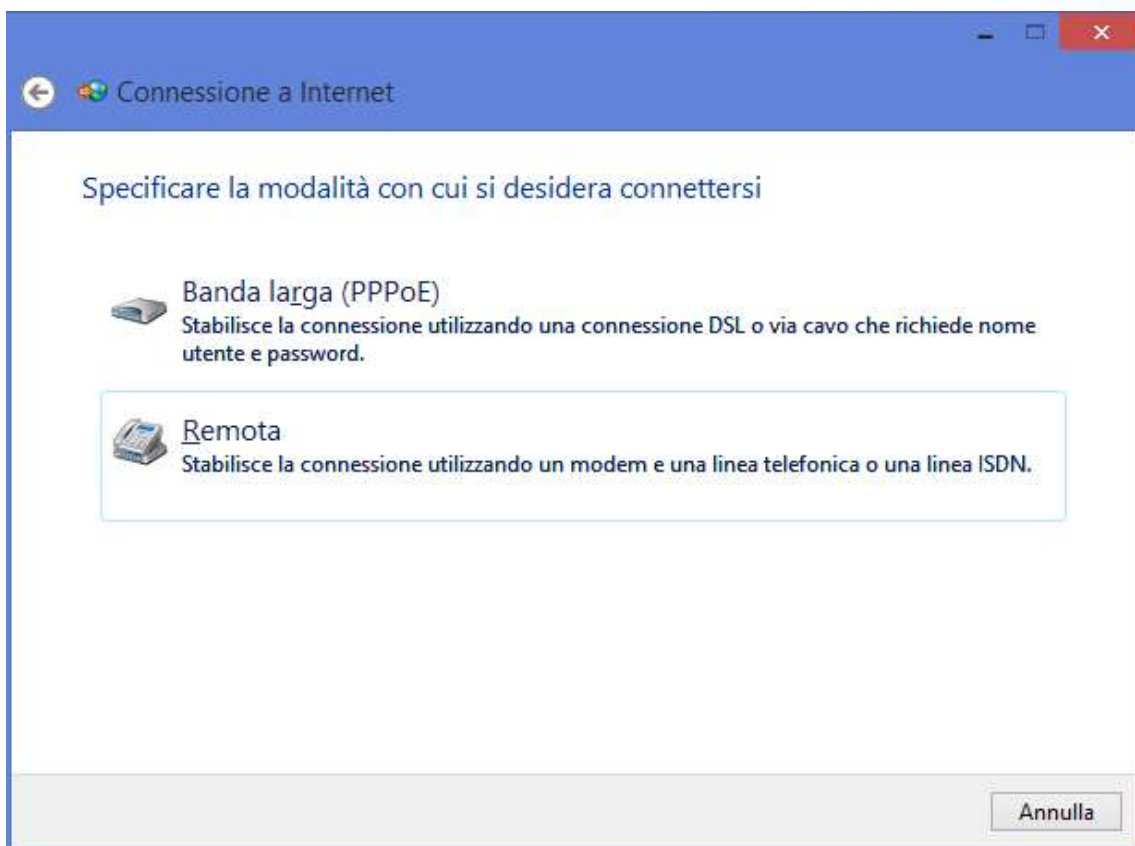 Connessione a Internet
Specificare la modalità con cui si desidera connettersi
Banda larga (PPPoE)
Stabilisce la connessione utilizzando una connessione DSL o via cavo che richiede nome
utente e password.
Remota
Stabilisce la connessione utilizzando un modem e una linea telefonica o una linea ISDN.
Annulla